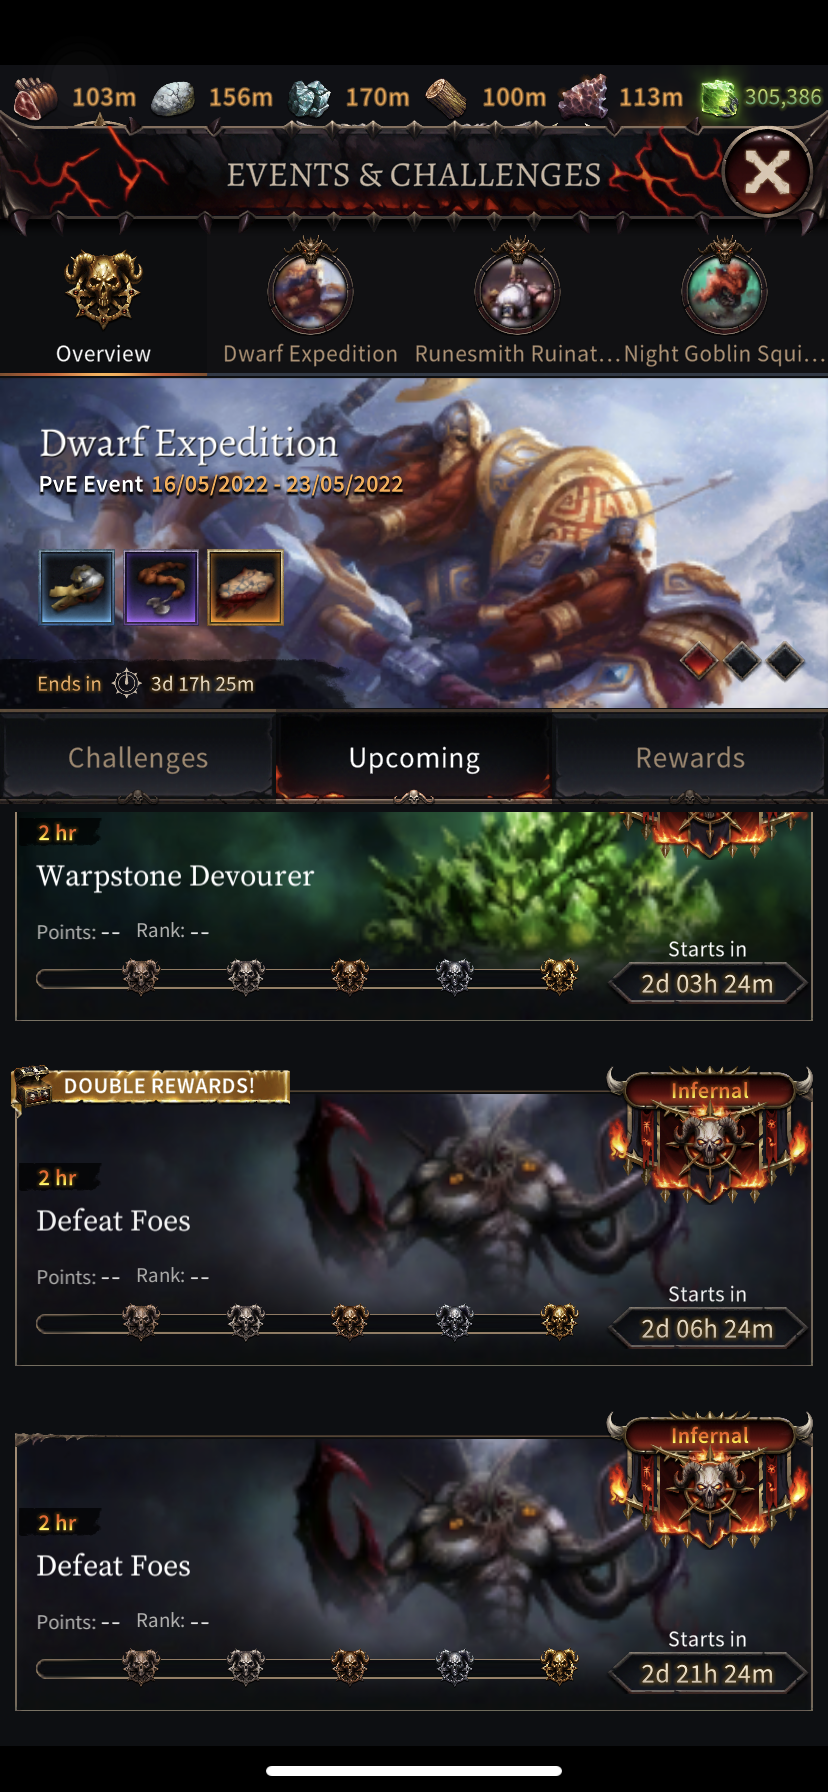 103m 156m 170m 100m 113m 305,386
EVENTS & CHALLENGES
Overview Dwarf Expedition Runesmith Ruinat... Night Goblin Squi...
Dwarf Expedition
PvE Event 16/05/2022 - 23/05/2022
Ends in 3d 17h 25m
Challenges Upcoming Rewards
2 hr
Warpstone Devourer
Points: -- Rank: --
Starts in
2d 03h 24m
DOUBLE REWARDS!
Infernal
2 hr
Defeat Foes
Points: -- Rank: --
Starts in
2d 06h 24m
Infernal
2 hr
Defeat Foes
Points: -- Rank: --
Starts in
2d 21h 24m